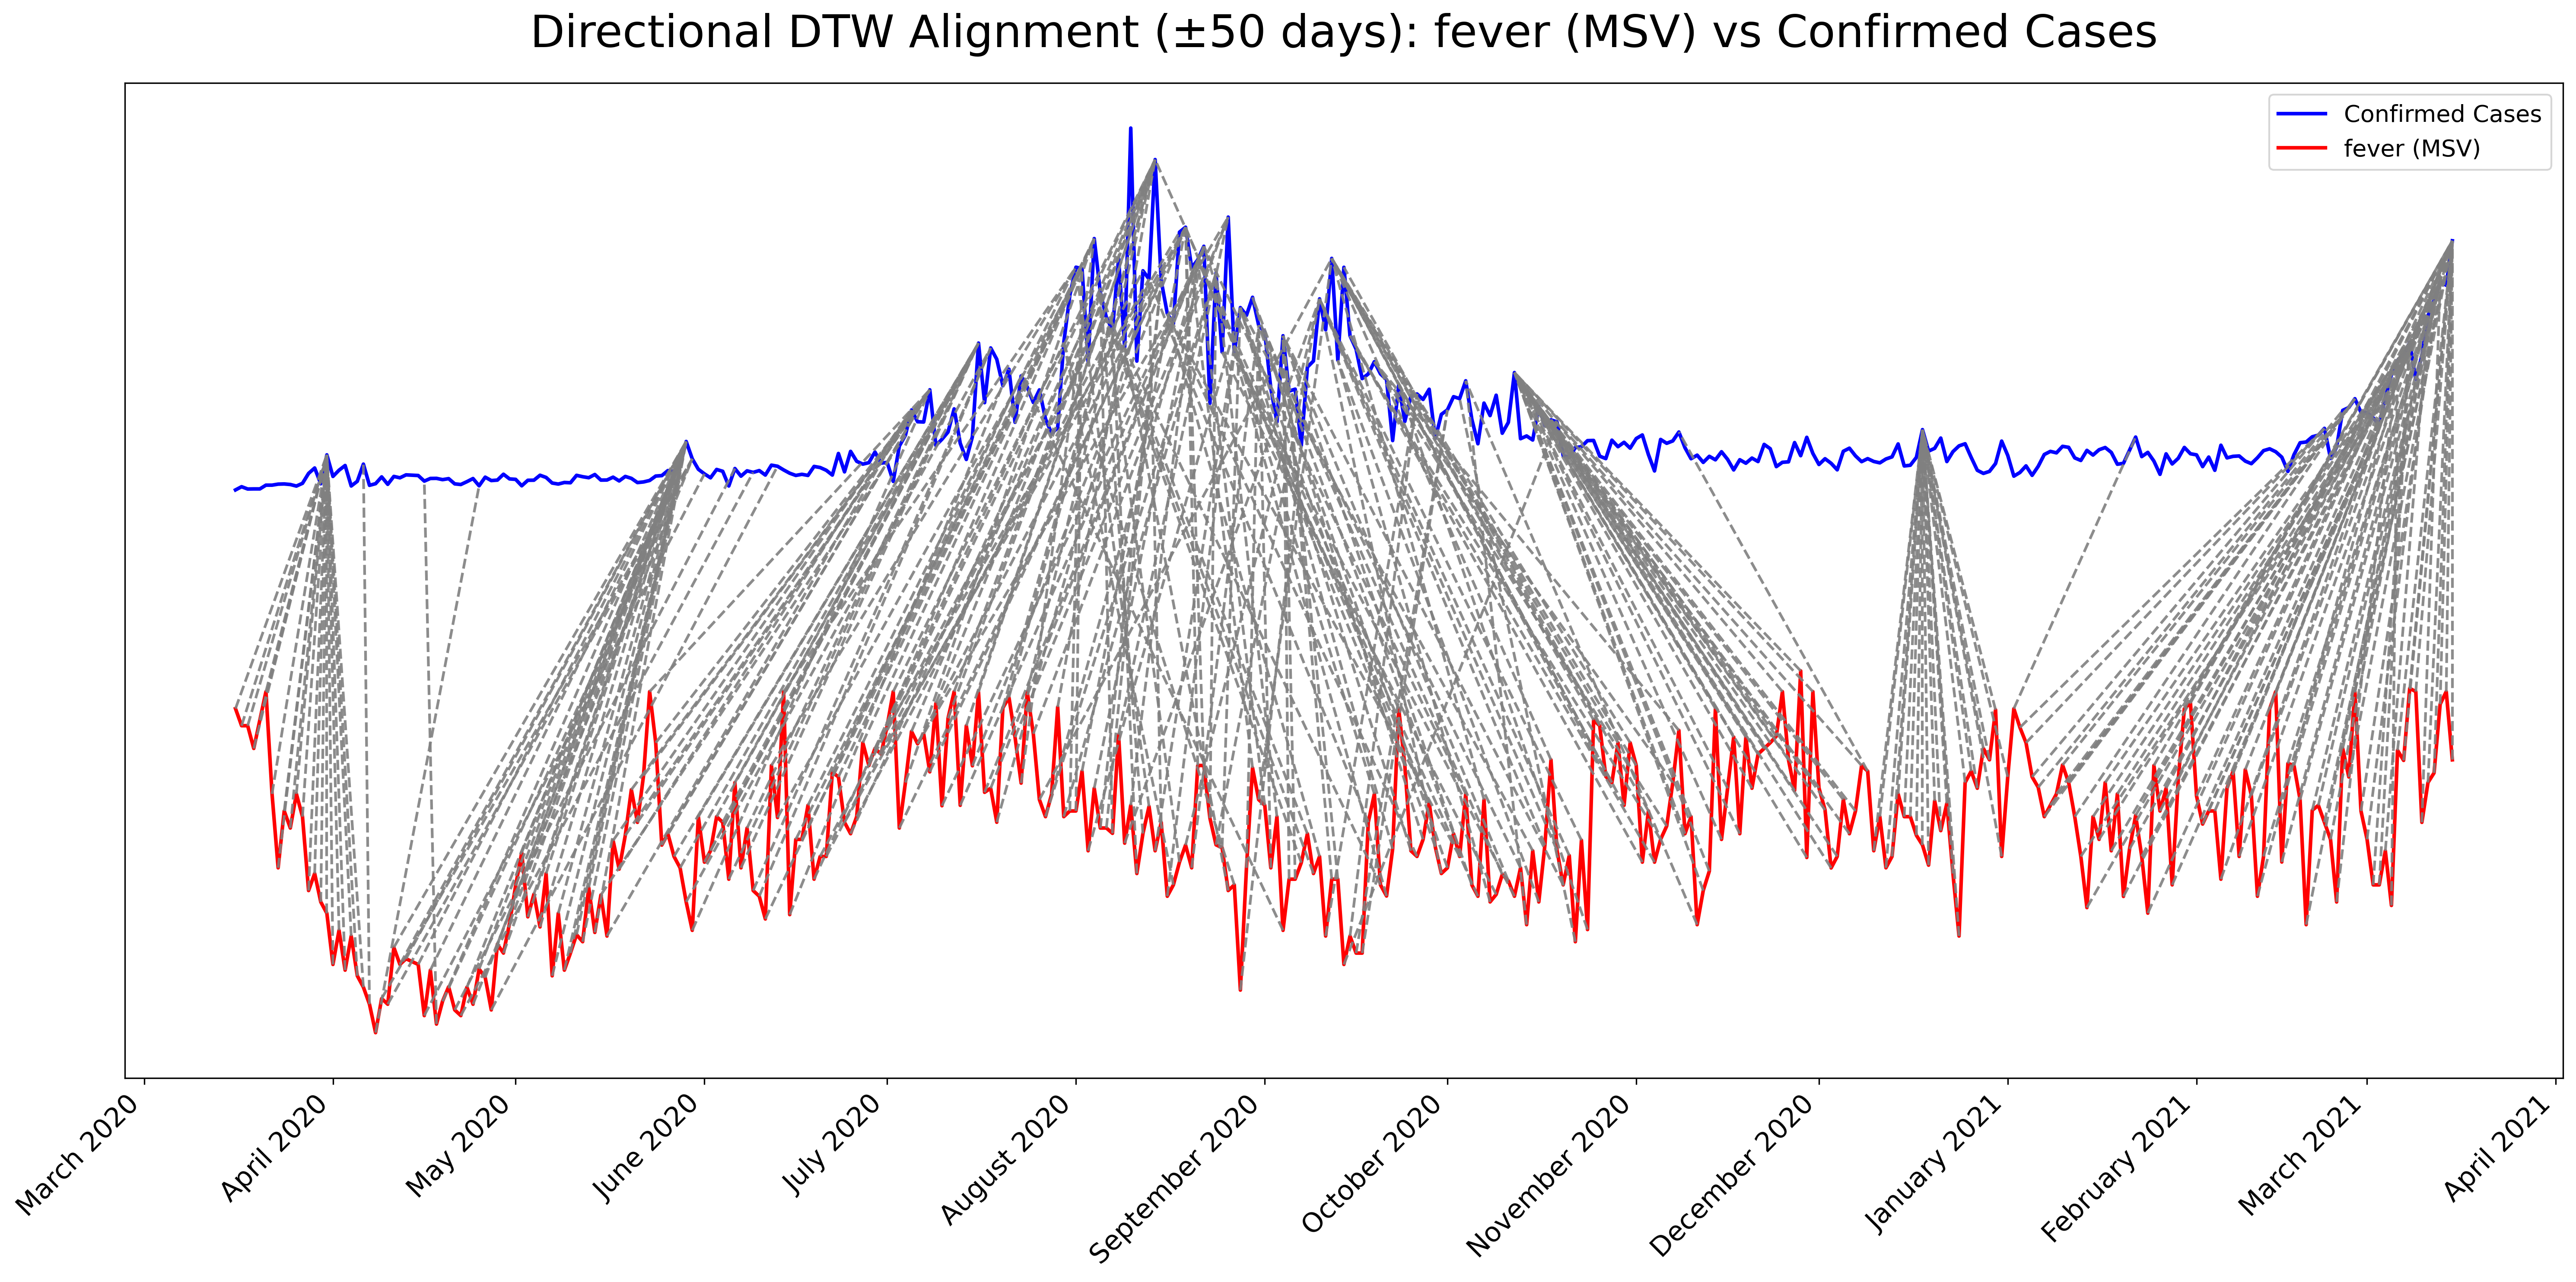 Directional DTW Alignment (±50 days): fever (MSV) vs Confirmed Cases
Confirmed Cases
fever (MSV)
March 2020
April 2020
May 2020
June 2020
July 2020
August 2020
September 2020
October 2020
November 2020
December 2020
January 2021
February 2021
March 2021
April 2021